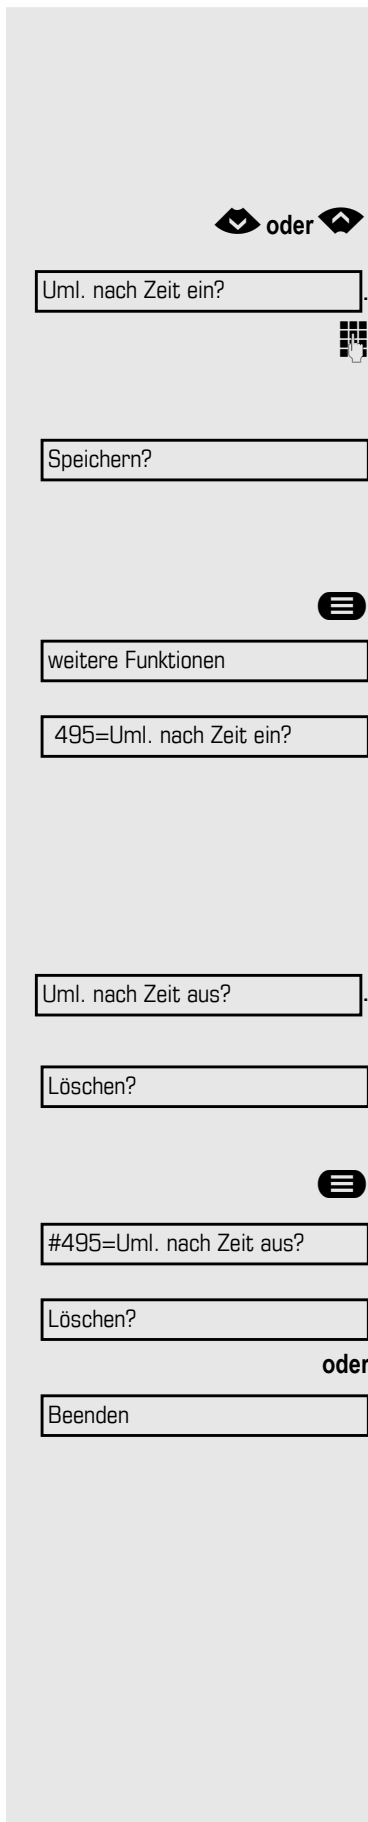 oder
Uml. nach Zeit ein? .
Speichern?
weitere Funktionen
495=Uml. nach Zeit ein?
Uml. nach Zeit aus? .
Löschen?
#495=Uml. nach Zeit aus?
Löschen?
oder
Beenden